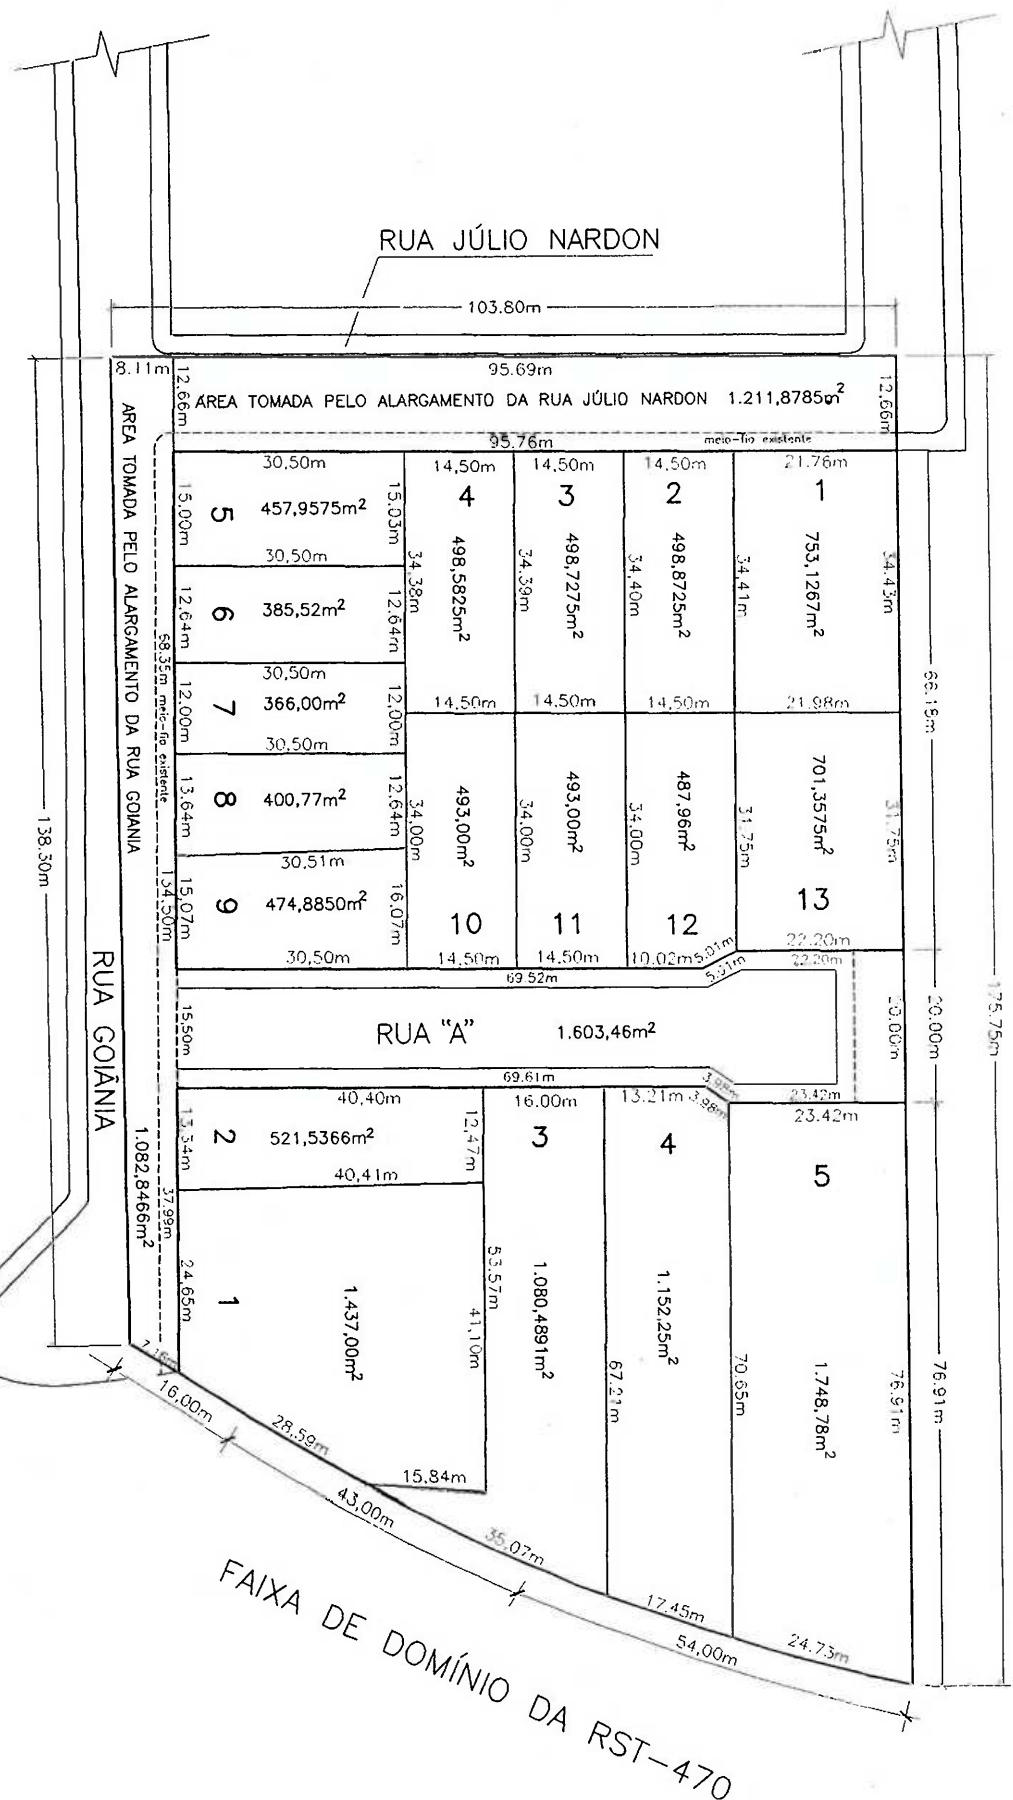 RUA JÚLIO NARDON
103.80m
8.11m
12.66m
95.69m
12.66m
ÁREA TOMADA PELO ALARGAMENTO DA RUA JÚLIO NARDON 1.211,8785m²
95.76m
meio-fio existente
AREA TOMADA PELO ALARGAMENTO DA RUA GOIANIA
1.082,8466m²
138.30m
RUA GOIÂNIA
68.35m meio-fio existente
134.50m
37.99m
30,50m
15,00m
5
457,9575m²
15.03m
30,50m
12,64m
6
385,52m²
12.64m
30,50m
12.00m
7
366,00m²
12,00m
30,50m
13.64m
8
400,77m²
12.64m
30.51m
15,07m
9
474,8850m²
16.07m
30,50m
14,50m
4
498,5825m²
34.38m
14,50m
14,50m
3
498,7275m²
34.39m
14.50m
14,50m
2
498,8725m²
34,40m
14,50m
21.76m
1
753,1267m²
34,41m
34.43m
21.98m
34.00m
493,00m²
10
14,50m
34.00m
493,00m²
11
14,50m
34.00m
487,96m²
12
10.02m
5.01m
31.75m
701,3575m²
31.75m
13
22.20m
66.18m
69.52m
5.01m
22.20m
15.50m
RUA "A"
1.603,46m²
20.00m
20.00m
175.75m
69.61m
3.98m
23.42m
40,40m
2
521,5366m²
12,47m
40,41m
16.00m
3
53.57m
1.080,4891m²
13.21m
3.98m
4
1.152,25m²
67.21m
23.42m
5
70.65m
1.748,78m²
76.91m
76.91m
24,65m
1
1.437,00m²
41,10m
15,84m
16,00m
28.59m
43,00m
35,07m
17.45m
54,00m
24.73m
FAIXA DE DOMÍNIO DA RST-470